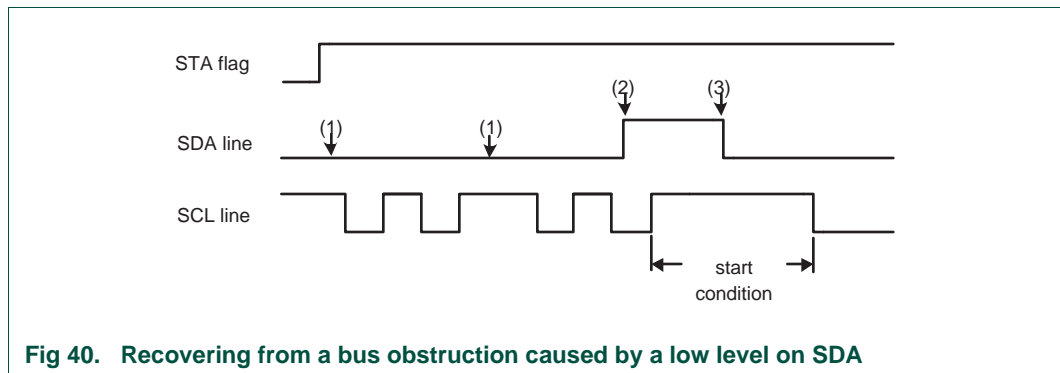 STA flag
(2) (3)
(1) (1)
SDA line
SCL line
start
condition
Fig 40. Recovering from a bus obstruction caused by a low level on SDA